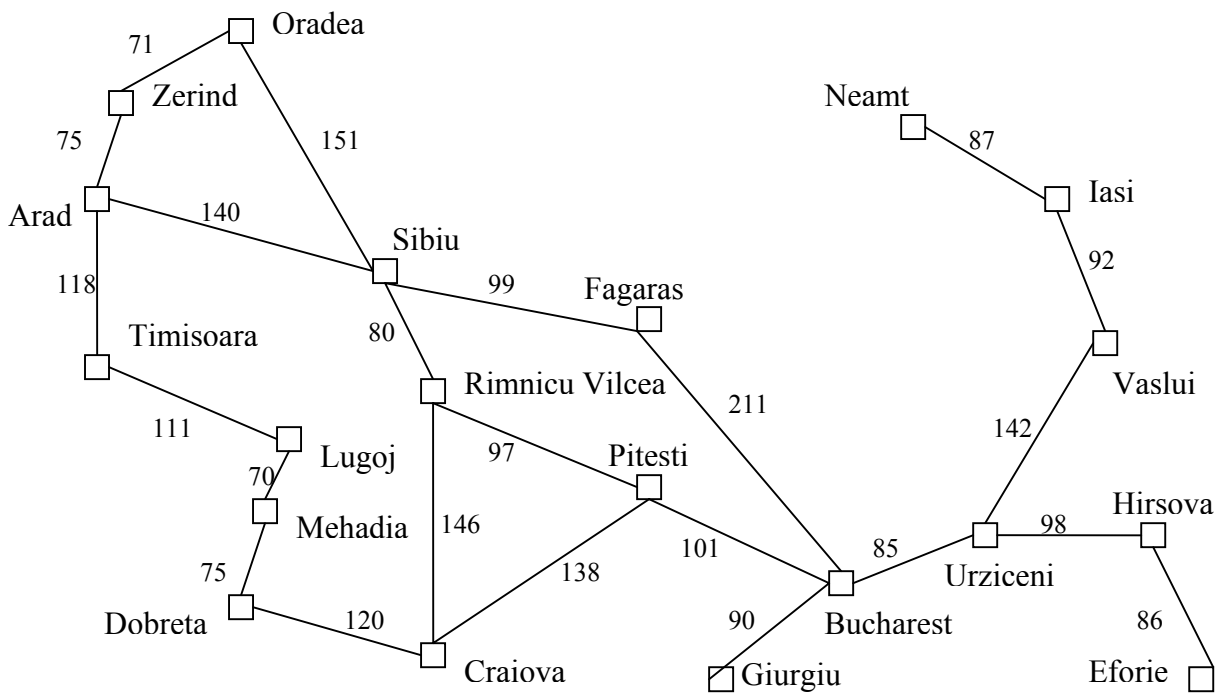 Oradea
71
Zerind
Neamt
87
75
151
Iasi
Arad
140
Sibiu
92
118
99
Fagaras
Timisoara
80
Vaslui
Rimnicu Vilcea
211
111
142
Lugoj
97
Pitesti
70
Hirsova
Mehadia
146
98
101
85
75
138
Urziceni
Dobreta
120
90
Bucharest
86
Craiova
Giurgiu
Eforie